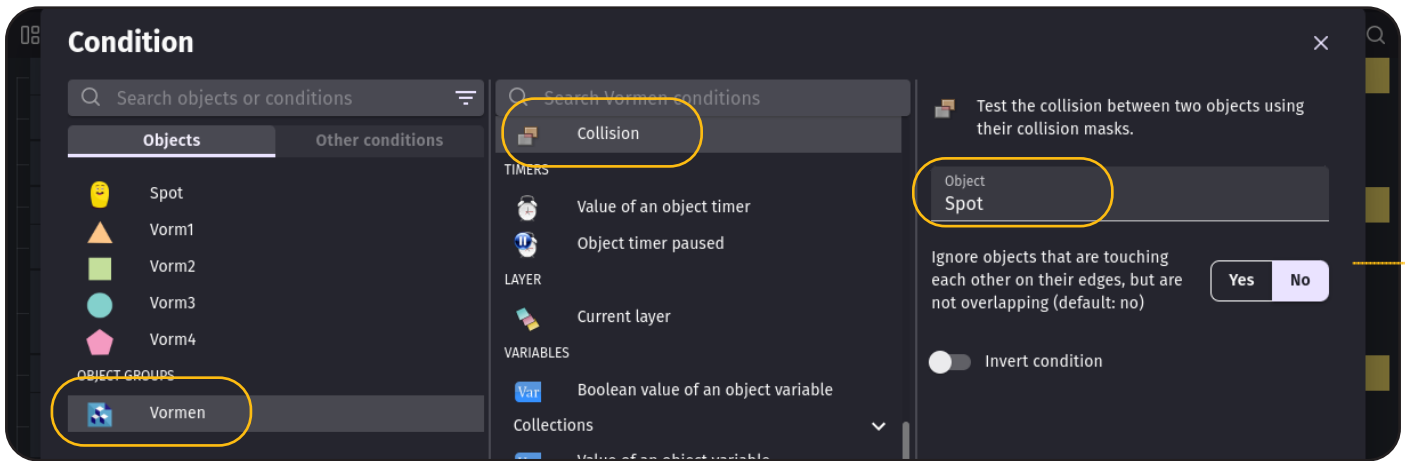 Condition
Search objects or conditions
Objects
Other conditions
Spot
Vorm1
Vorm2
Vorm3
Vorm4
OBJECT GROUPS
Vormen
Search Vormen conditions
Collision
TIMERS
Value of an object timer
Object timer paused
LAYER
Current layer
VARIABLES
Var
Boolean value of an object variable
Collections
Value of an object variable
Test the collision between two objects using
their collision masks.
Object
Spot
Ignore objects that are touching
each other on their edges, but are
not overlapping (default: no)
Yes
No
Invert condition